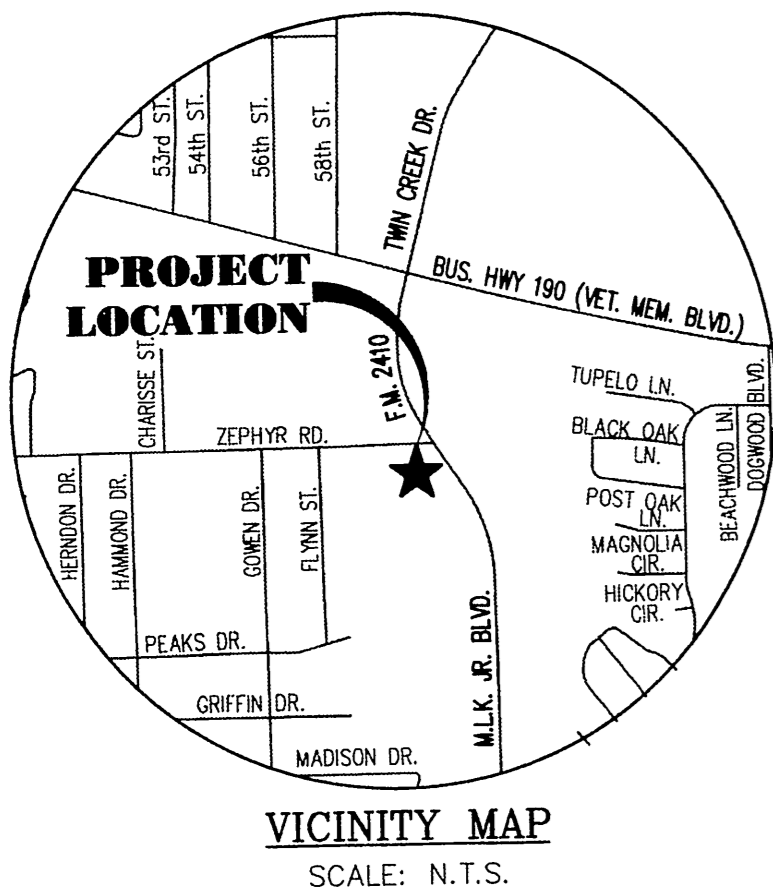 53rd ST.
54th ST.
56th ST.
58th ST.
TWIN CREEK DR.
BUS. HWY 190 (VET. MEM. BLVD.)
PROJECT
LOCATION
CHARISSE ST.
F.M. 2410
ZEPHYR RD.
TUPELO LN.
BLACK OAK
LN.
POST OAK
LN.
MAGNOLIA
CIR.
HICKORY
CIR.
BEACHWOOD LN.
DOGWOOD BLVD.
HERNDON DR.
HAMMOND DR.
GOWEN DR.
FLYNN ST.
PEAKS DR.
GRIFFIN DR.
MADISON DR.
M.L.K. JR. BLVD.
VICINITY MAP
SCALE: N.T.S.